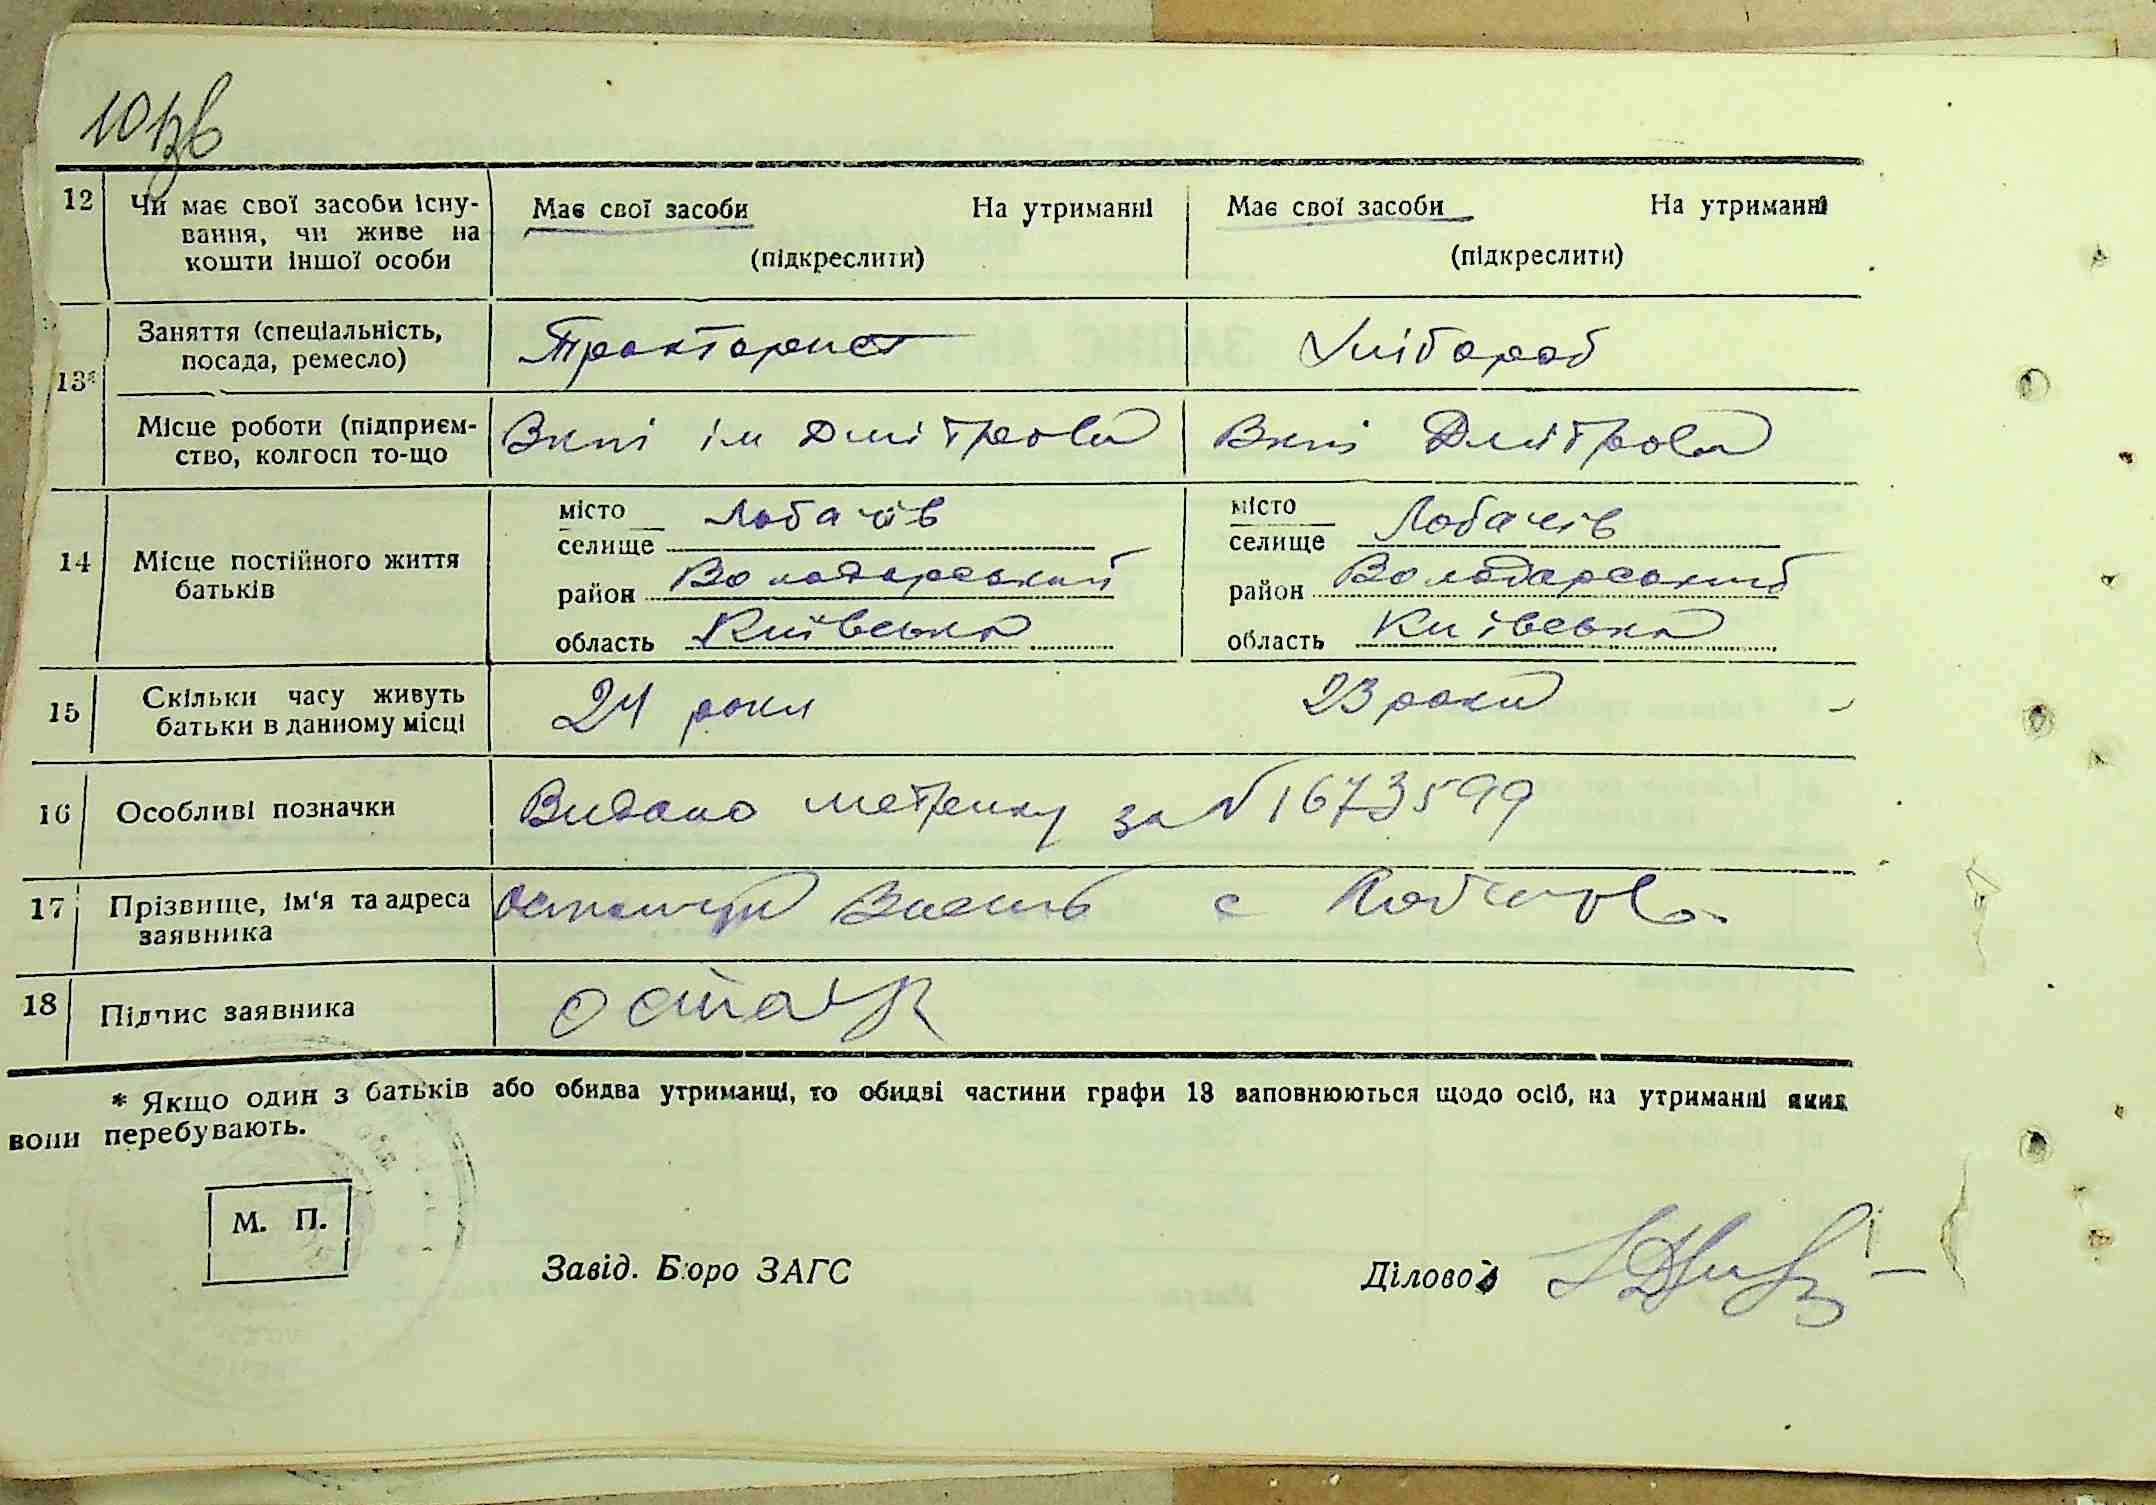 12 Чи має свої засоби існу- Має свої засоби На утриманні Має свої засоби На утриманні
вання, чи живе на
кошти іншої особи (підкреслити) (підкреслити)
13* Заняття (спеціальність, Тракторист
посада, ремесло)
Місце роботи (підприєм- ім Дмітрова Дмітрова
ство, колгосп то-що
14 Місце постійного життя
батьків
місто Лобачів місто Лобачів
селище селище
район Володарський район Володарський
область Київська область Київська
15 Скільки часу живуть 24 роки 23 роки
батьки в данному місці
16 Особливі позначки Видано метрику за № 1673599
17 Прізвище, ім'я та адреса
заявника
18 Підпис заявника
* Якщо один з батьків або обидва утриманці, то обидві частини графи 13 заповнюються щодо осіб, на утриманні яких
вони перебувають.
М. П.
Завід. Бюро ЗАГС Діловод